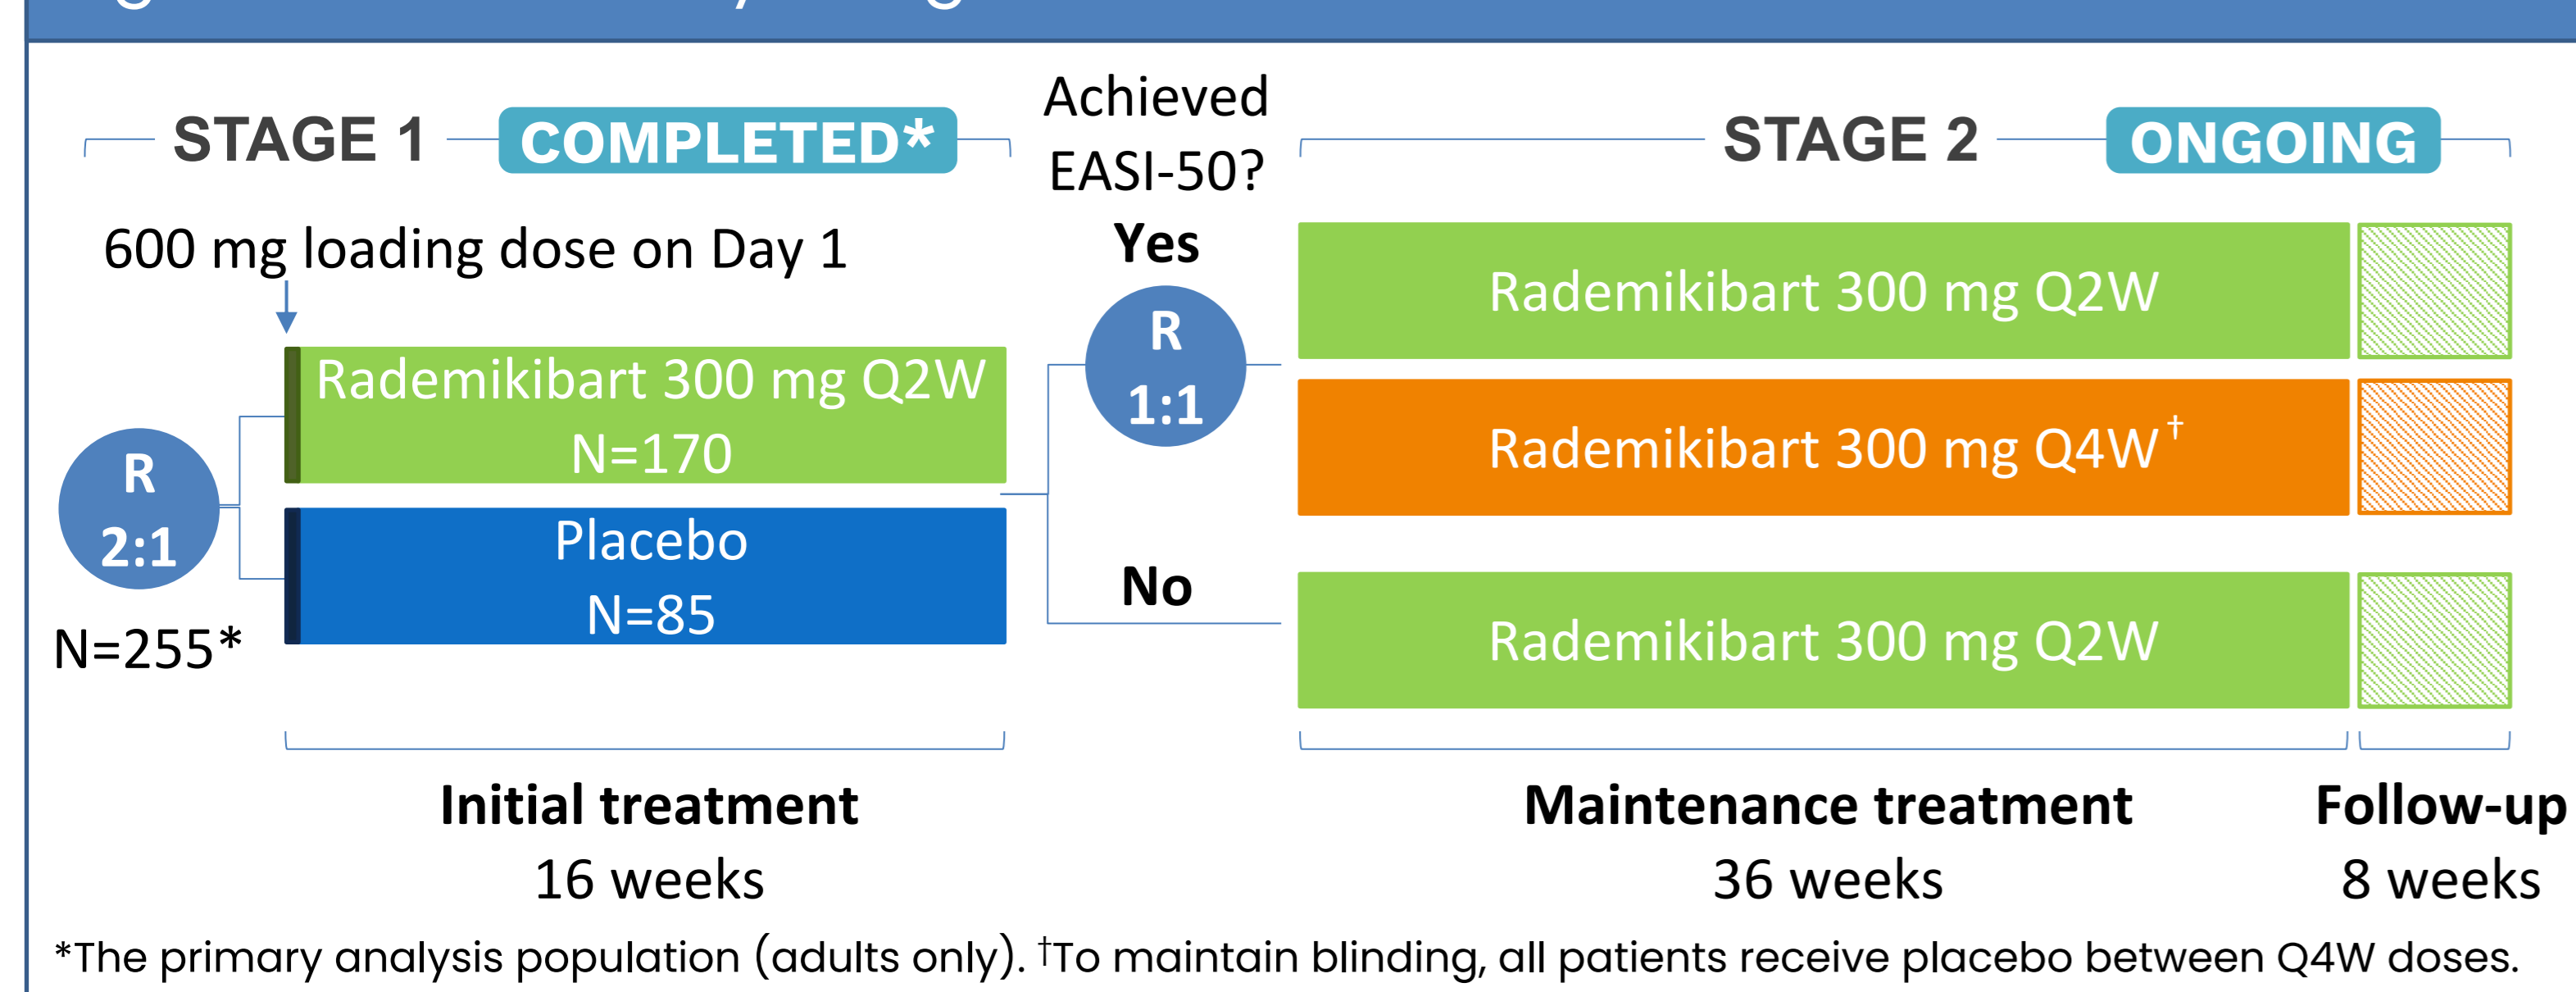 STAGE 1
COMPLETED*
Achieved
EASI-50?
STAGE 2
ONGOING
600 mg loading dose on Day 1
Yes
R
1:1
No
R
2:1
N=255*
Rademikibart 300 mg Q2W
N=170
Placebo
N=85
Rademikibart 300 mg Q2W
Rademikibart 300 mg Q4W†
Rademikibart 300 mg Q2W
Initial treatment
16 weeks
Maintenance treatment
36 weeks
Follow-up
8 weeks
*The primary analysis population (adults only). †To maintain blinding, all patients receive placebo between Q4W doses.